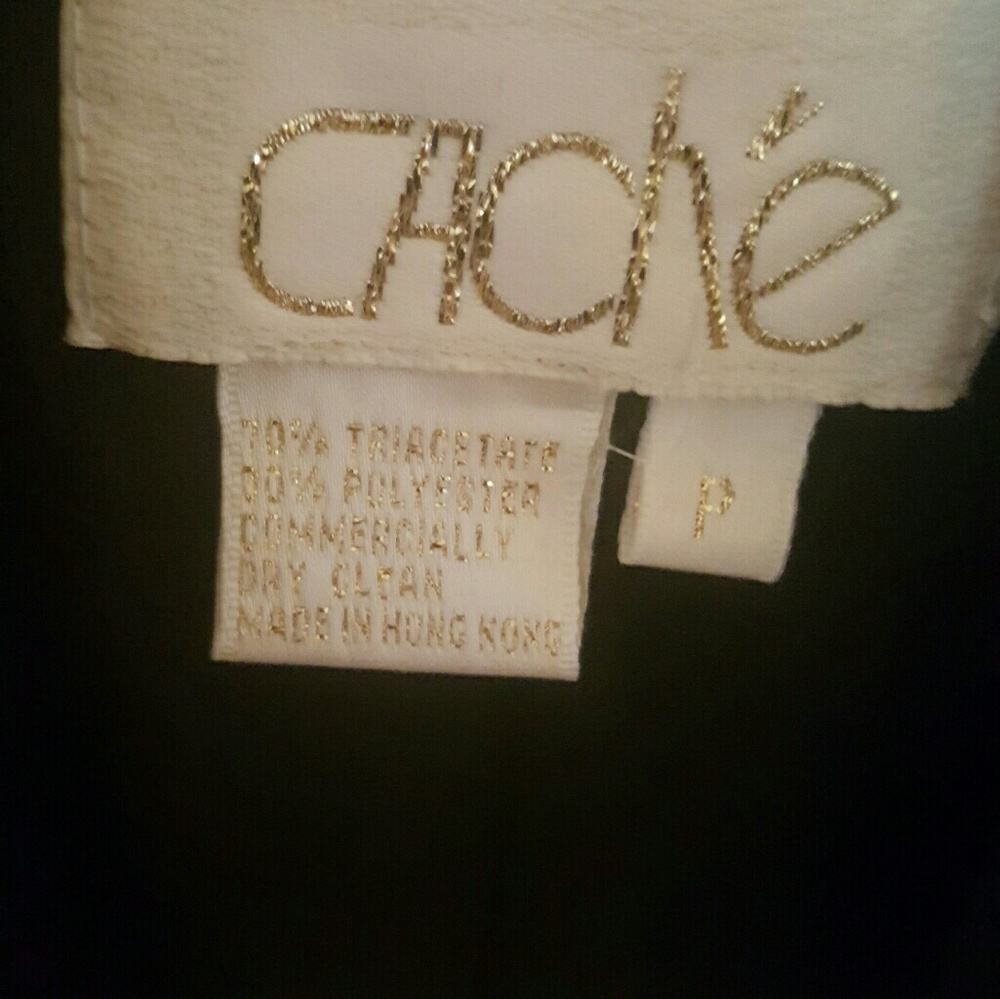 CAché
70% TRIACETATE
30% POLYESTER
COMMERCIALLY
DRY CLEAN
MADE IN HONG KONG
P